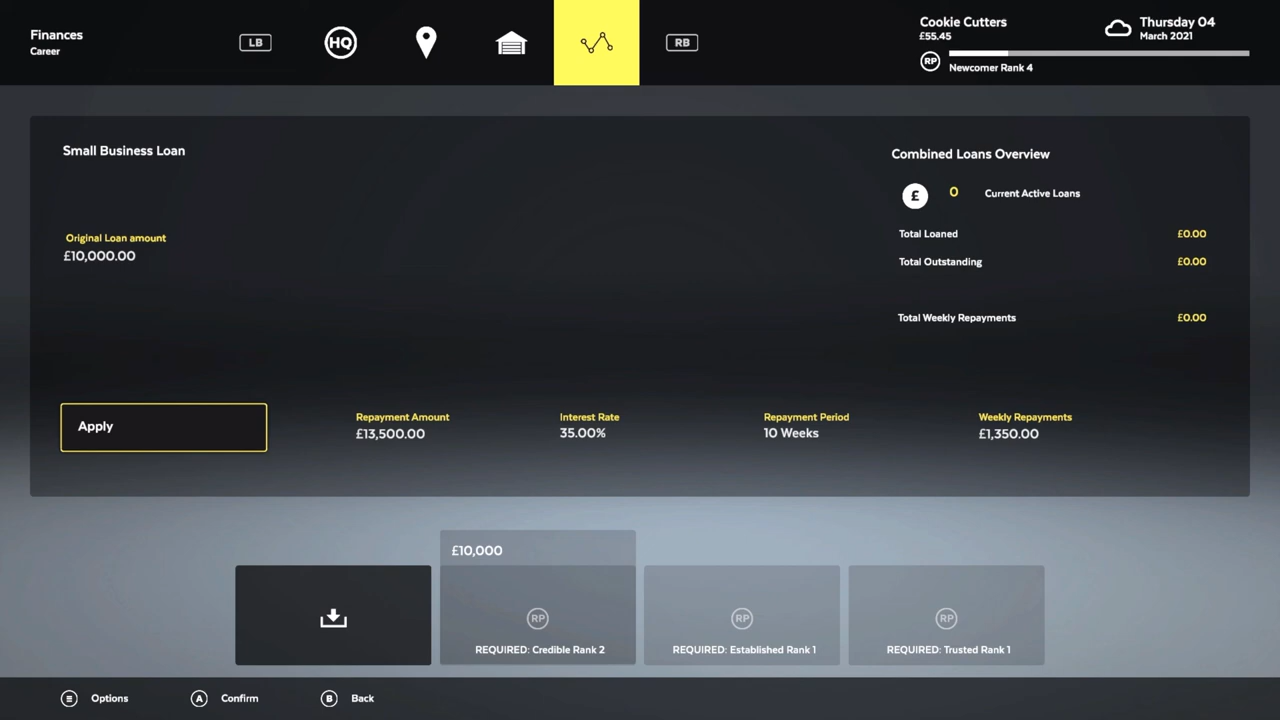 Finances
Career
LB
HQ
RB
Cookie Cutters
£55.45
Thursday 04
March 2021
RP
Newcomer Rank 4
Small Business Loan
Original Loan amount
£10,000.00
Combined Loans Overview
£ 0 Current Active Loans
Total Loaned £0.00
Total Outstanding £0.00
Total Weekly Repayments £0.00
Apply
Repayment Amount
£13,500.00
Interest Rate
35.00%
Repayment Period
10 Weeks
Weekly Repayments
£1,350.00
£10,000
RP
REQUIRED: Credible Rank 2
RP
REQUIRED: Established Rank 1
RP
REQUIRED: Trusted Rank 1
Options
A Confirm
B Back